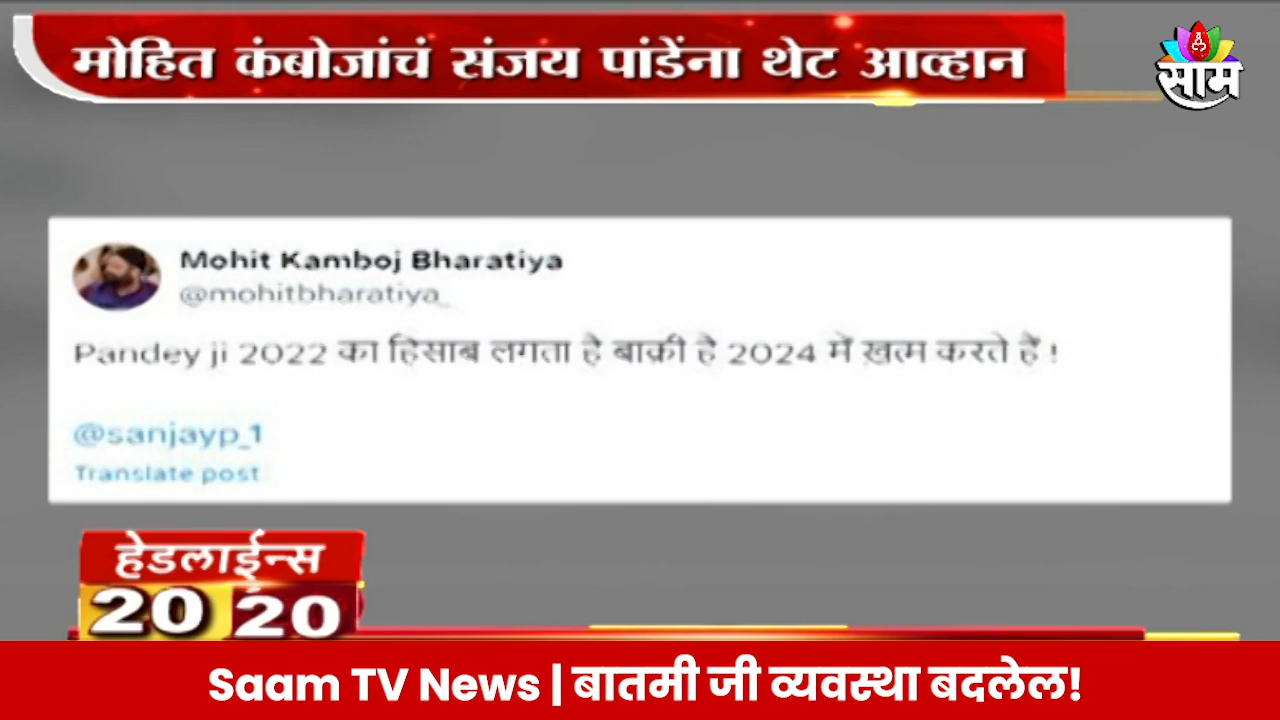 मोहित कंबोजांचं संजय पांडेंना थेट आव्हान
साम
Mohit Kamboj Bharatiya
@mohitbharatiya_
Pandey ji 2022 का हिसाब लगता है बाक़ी है 2024 में ख़त्म करते हैं !
@sanjayp_1
Translate post
हेडलाईन्स
20 20
Saam TV News | बातमी जी व्यवस्था बदलेल!